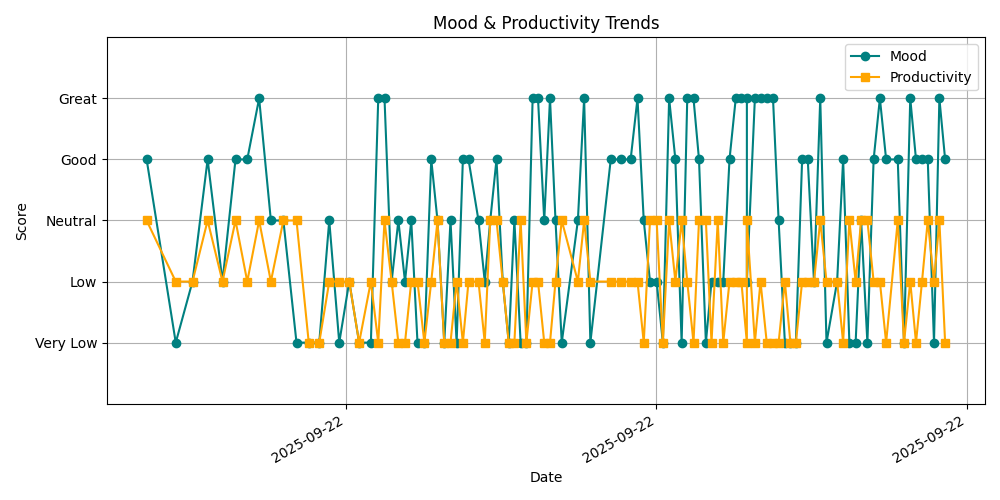 Mood & Productivity Trends
Mood
Productivity
Great
Good
Neutral
Low
Very Low
Score
2025-09-22
2025-09-22
2025-09-22
Date